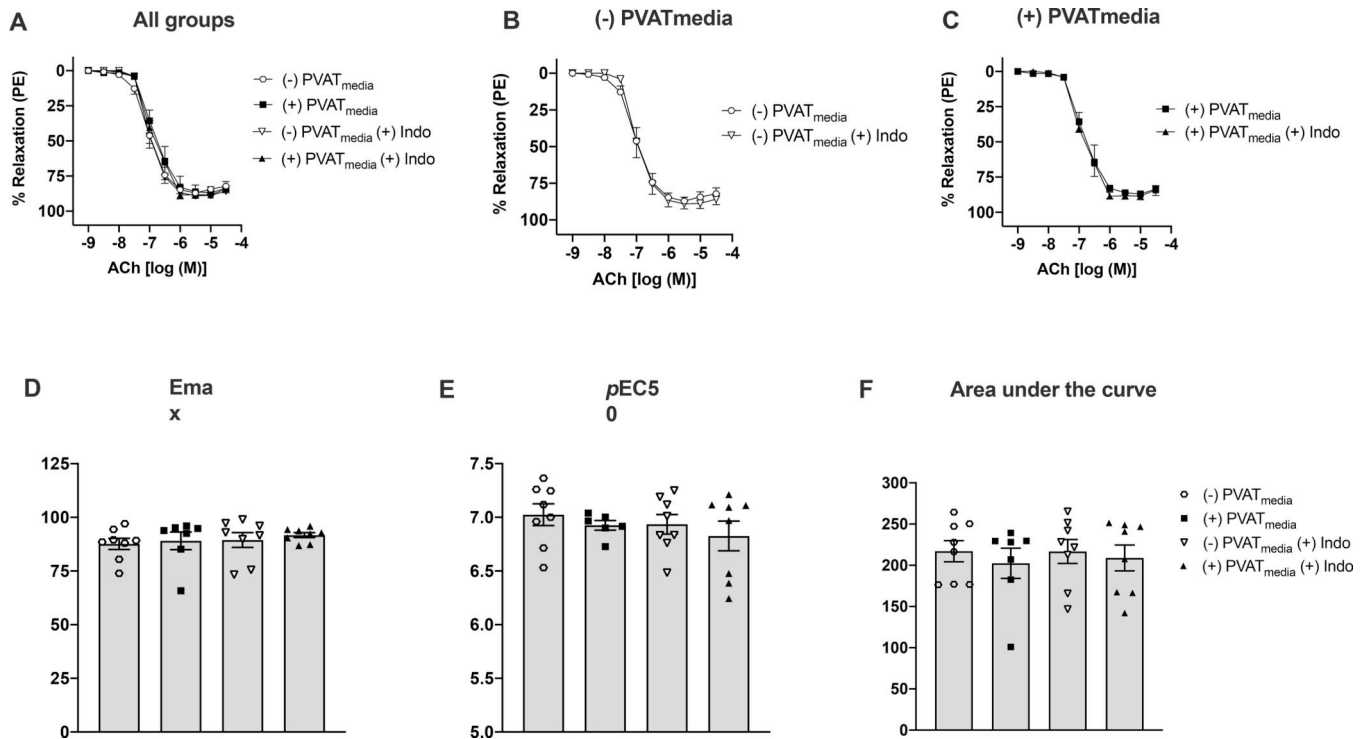 A
All groups
% Relaxation (PE)
0
25
50
75
100
-9 -8 -7 -6 -5 -4
ACh [log (M)]
(-) PVATmedia
(+) PVATmedia
(-) PVATmedia (+) Indo
(+) PVATmedia (+) Indo
B
(-) PVATmedia
% Relaxation (PE)
0
25
50
75
100
-9 -8 -7 -6 -5 -4
ACh [log (M)]
(-) PVATmedia
(-) PVATmedia (+) Indo
C
(+) PVATmedia
% Relaxation (PE)
0
25
50
75
100
-9 -8 -7 -6 -5 -4
ACh [log (M)]
(+) PVATmedia
(+) PVATmedia (+) Indo
D
Ema
x
125
100
75
50
25
0
E
pEC5
0
7.5
7.0
6.5
6.0
5.5
5.0
F
Area under the curve
300
250
200
150
100
50
0
(-) PVATmedia
(+) PVATmedia
(-) PVATmedia (+) Indo
(+) PVATmedia (+) Indo